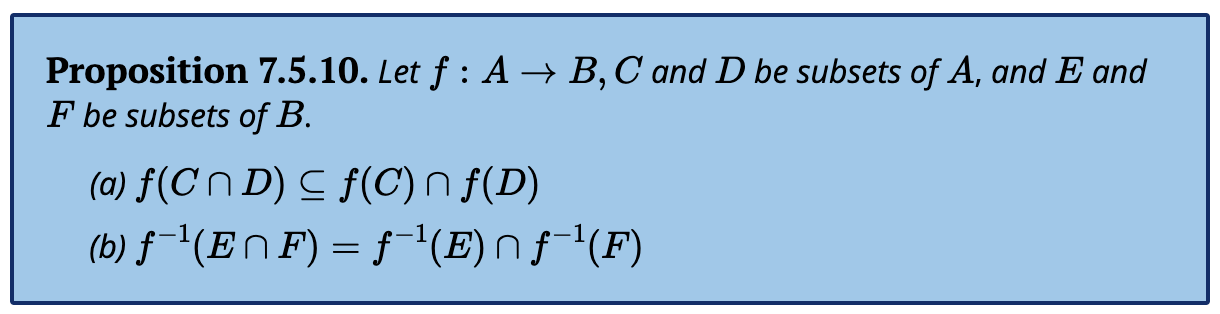 Proposition 7.5.10. Let f : A → B, C and D be subsets of A, and E and
F be subsets of B.
(a) f(C ∩ D) ⊆ f(C) ∩ f(D)
(b) f⁻¹(E ∩ F) = f⁻¹(E) ∩ f⁻¹(F)